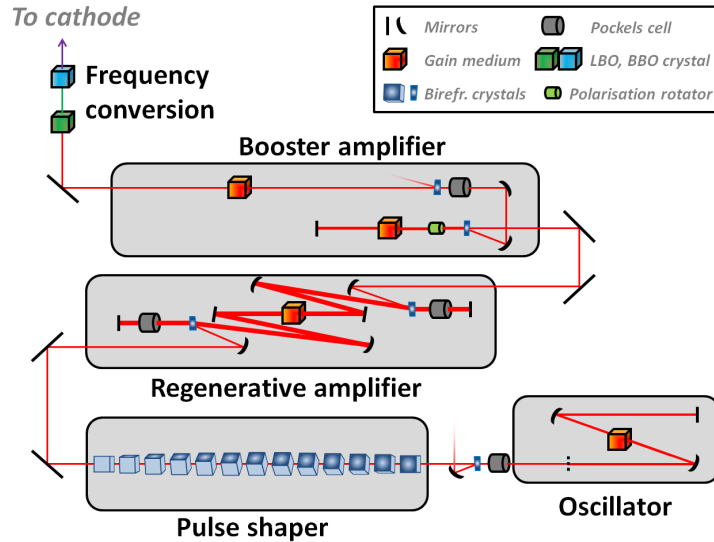 To cathode
Frequency
conversion
Mirrors
Pockels cell
Gain medium
LBO, BBO crystal
Birefr. crystals
Polarisation rotator
Booster amplifier
Regenerative amplifier
Pulse shaper
Oscillator